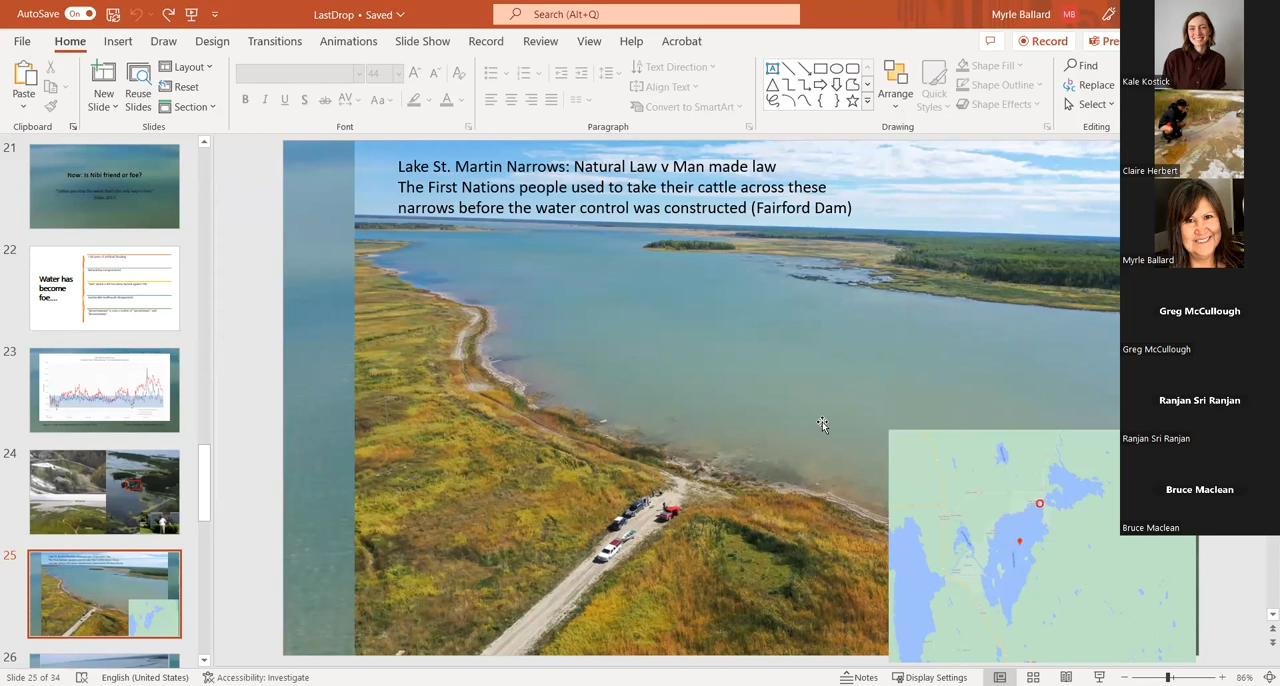 AutoSave On
LastDrop • Saved
Search (Alt+Q)
Myrle Ballard MB
File Home Insert Draw Design Transitions Animations Slide Show Record Review View Help Acrobat Record Pre
Paste
New Slide
Reuse Slides
Layout
Reset
Section
44
B I U S ab AV Aa A
Text Direction
Align Text
Convert to SmartArt
Arrange
Quick Styles
Shape Fill
Shape Outline
Shape Effects
Find
Replace
Select
Clipboard Slides Font Paragraph Drawing Editing
21
Now: Is Nibi friend or foe?
22
Water has become foe....
23
24
25
26
Lake St. Martin Narrows: Natural Law v Man made law
The First Nations people used to take their cattle across these
narrows before the water control was constructed (Fairford Dam)
Kale Kostick
Claire Herbert
Myrle Ballard
Greg McCullough
Greg McCullough
Ranjan Sri Ranjan
Ranjan Sri Ranjan
Bruce Maclean
Bruce Maclean
Slide 25 of 34 English (United States) Accessibility: Investigate Notes Display Settings 86%